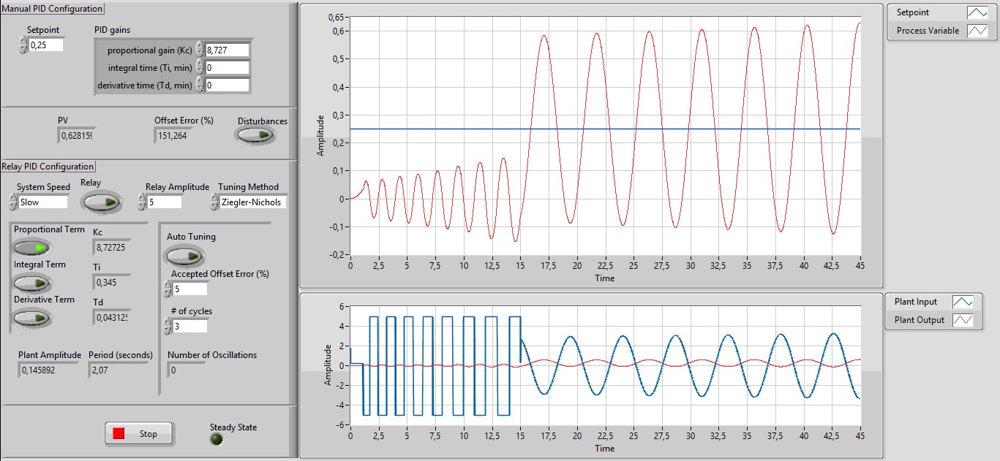 Manual PID Configuration
Setpoint
0,25
PID gains
proportional gain (Kc) 8,727
integral time (Ti, min) 0
derivative time (Td, min) 0
PV
0,628159
Offset Error (%)
151,264
Disturbances
Relay PID Configuration
System Speed
Slow
Relay
Relay Amplitude
5
Tuning Method
Ziegler-Nichols
Proportional Term
Kc
8,72725
Integral Term
Ti
0,345
Derivative Term
Td
0,043125
Auto Tuning
Accepted Offset Error (%)
5
# of cycles
3
Plant Amplitude
0,145892
Period (seconds)
2,07
Number of Oscillations
0
Stop
Steady State
Amplitude
0,65
0,6
0,5
0,4
0,3
0,2
0,1
0
-0,1
-0,2
0 2,5 5 7,5 10 12,5 15 17,5 20 22,5 25 27,5 30 32,5 35 37,5 40 42,5 45
Time
Setpoint
Process Variable
Amplitude
6
4
2
0
-2
-4
-6
0 2,5 5 7,5 10 12,5 15 17,5 20 22,5 25 27,5 30 32,5 35 37,5 40 42,5 45
Time
Plant Input
Plant Output